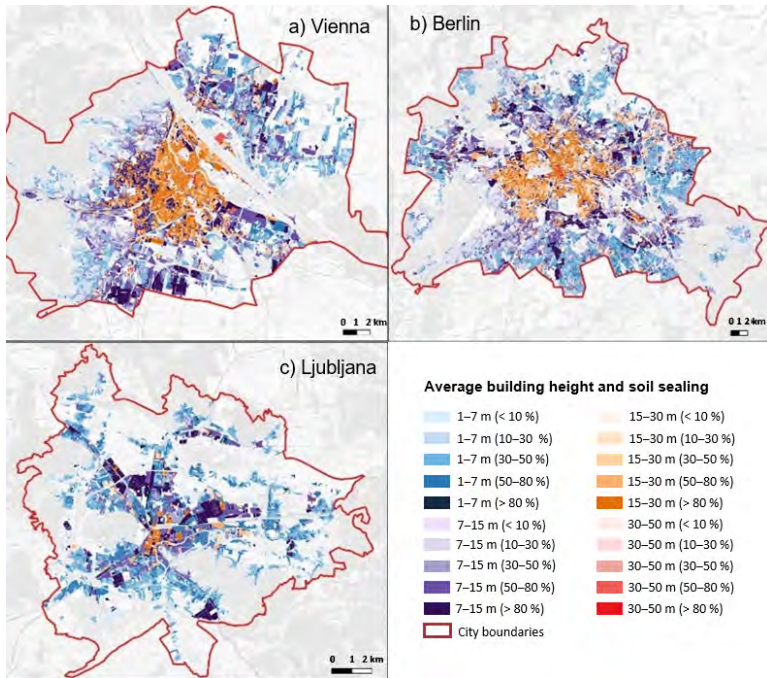 a) Vienna
b) Berlin
0 1 2 km
0 1 2 km
c) Ljubljana
0 1 2 km
Average building height and soil sealing
1–7 m (< 10 %)
1–7 m (10–30 %)
1–7 m (30–50 %)
1–7 m (50–80 %)
1–7 m (> 80 %)
7–15 m (< 10 %)
7–15 m (10–30 %)
7–15 m (30–50 %)
7–15 m (50–80 %)
7–15 m (> 80 %)
City boundaries
15–30 m (< 10 %)
15–30 m (10–30 %)
15–30 m (30–50 %)
15–30 m (50–80 %)
15–30 m (> 80 %)
30–50 m (< 10 %)
30–50 m (10–30 %)
30–50 m (30–50 %)
30–50 m (50–80 %)
30–50 m (> 80 %)